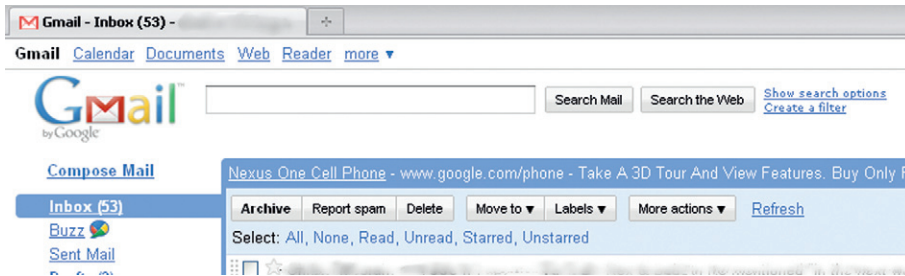 Gmail - Inbox (53) -
Gmail Calendar Documents Web Reader more ▼
Gmail™
by Google
Search Mail Search the Web Show search options
Create a filter
Compose Mail
Nexus One Cell Phone - www.google.com/phone - Take A 3D Tour And View Features. Buy Only
Inbox (53)
Archive Report spam Delete Move to ▼ Labels ▼ More actions ▼ Refresh
Buzz
Select: All, None, Read, Unread, Starred, Unstarred
Sent Mail